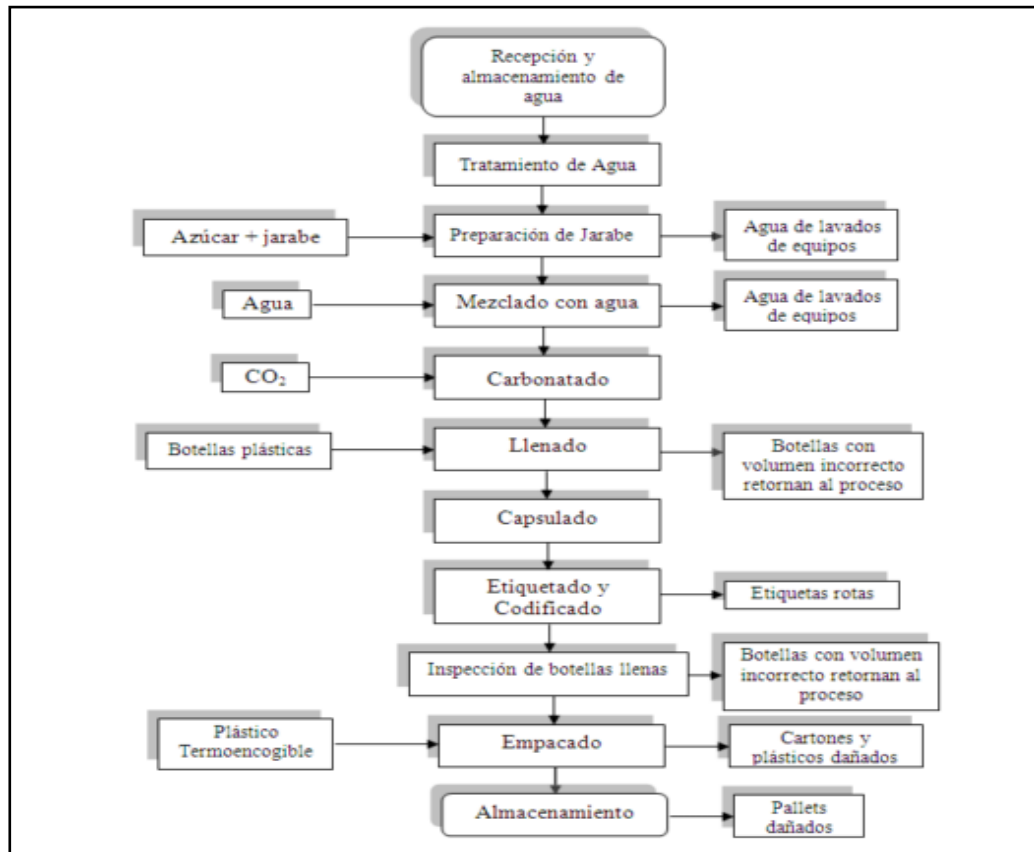 Recepción y
almacenamiento de
agua
Tratamiento de Agua
Azúcar + jarabe
Preparación de Jarabe
Agua de lavados
de equipos
Agua
Mezclado con agua
Agua de lavados
de equipos
CO₂
Carbonatado
Botellas plásticas
Llenado
Botellas con
volumen incorrecto
retornan al proceso
Capsulado
Etiquetado y
Codificado
Etiquetas rotas
Inspección de botellas llenas
Botellas con volumen
incorrecto retornan al
proceso
Plástico
Termoencogible
Empacado
Cartones y
plásticos dañados
Almacenamiento
Pallets
dañados